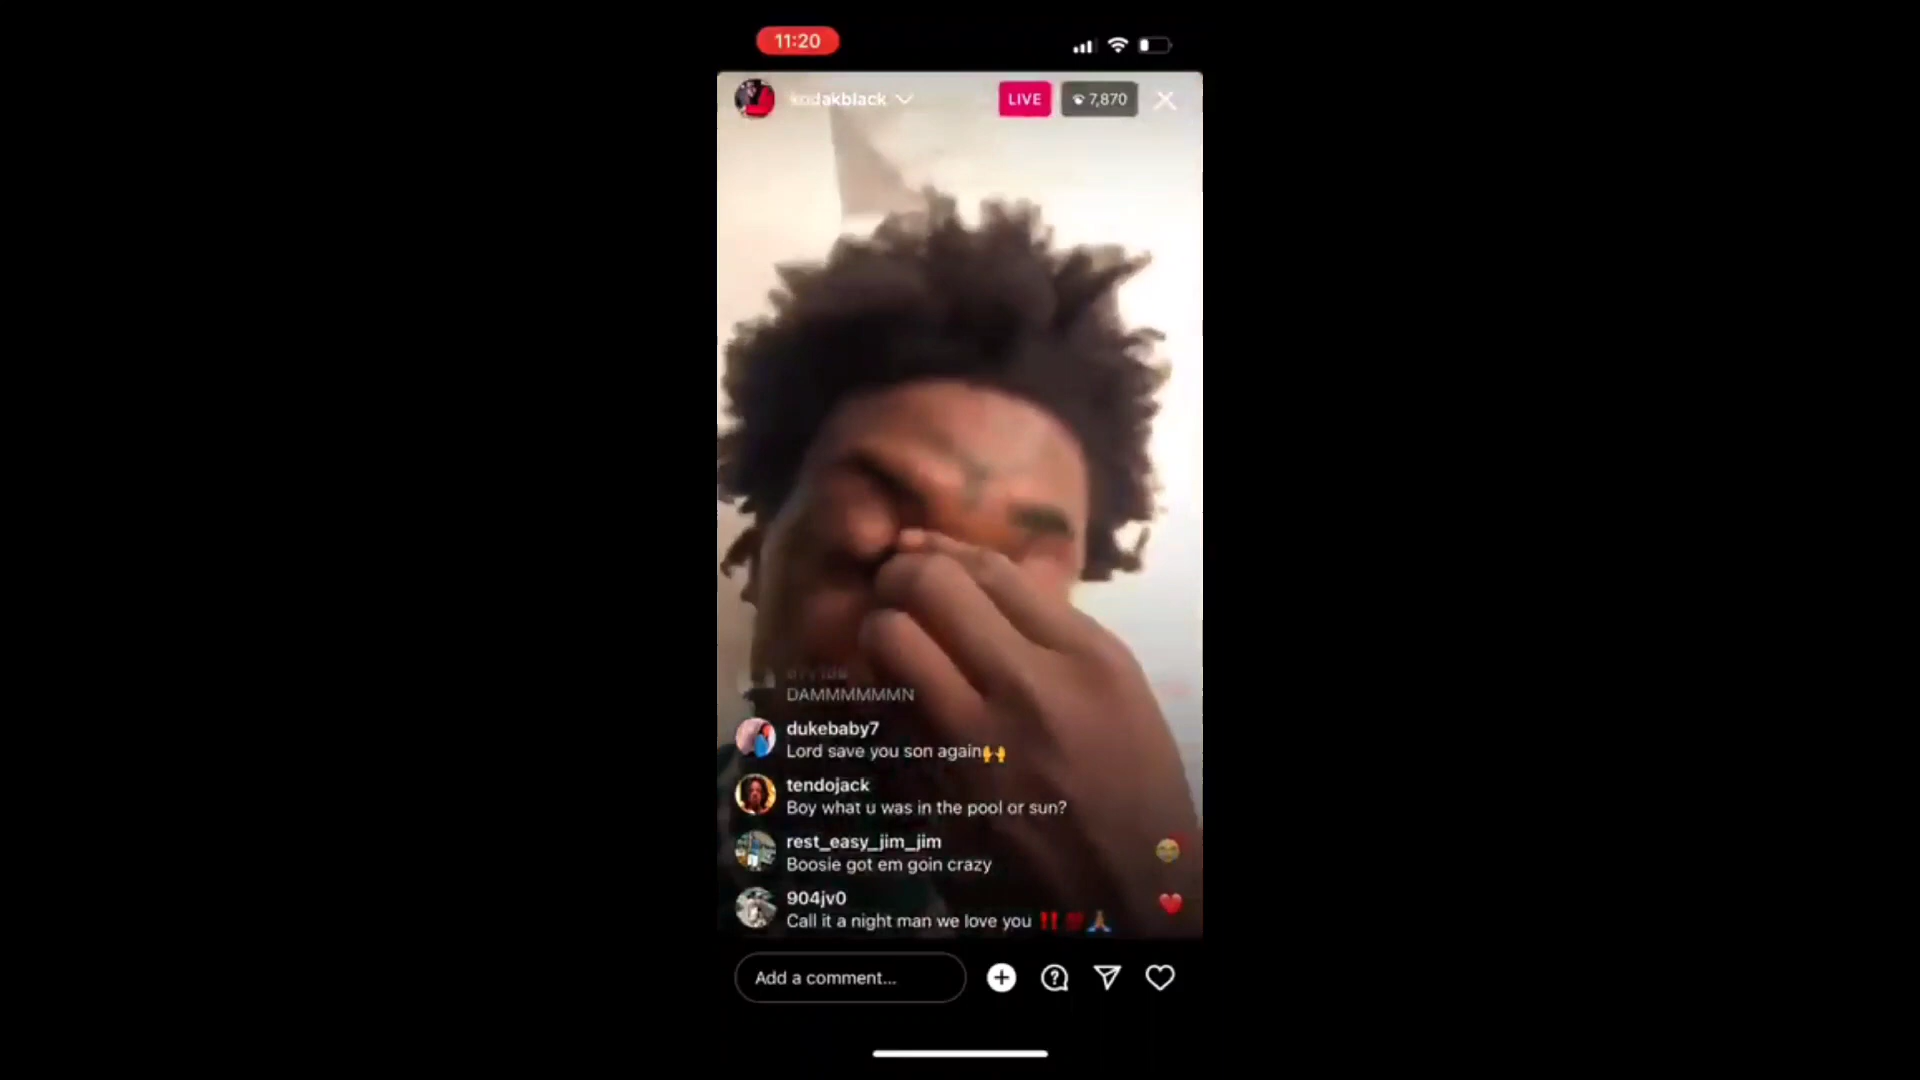 11:20
kodakblack
LIVE
7,870
DAMMMMMMN
dukebaby7
Lord save you son again🙌
tendojack
Boy what u was in the pool or sun?
rest_easy_jim_jim
Boosie got em goin crazy
904jv0
Call it a night man we love you ‼️💯🙏🏽
Add a comment...